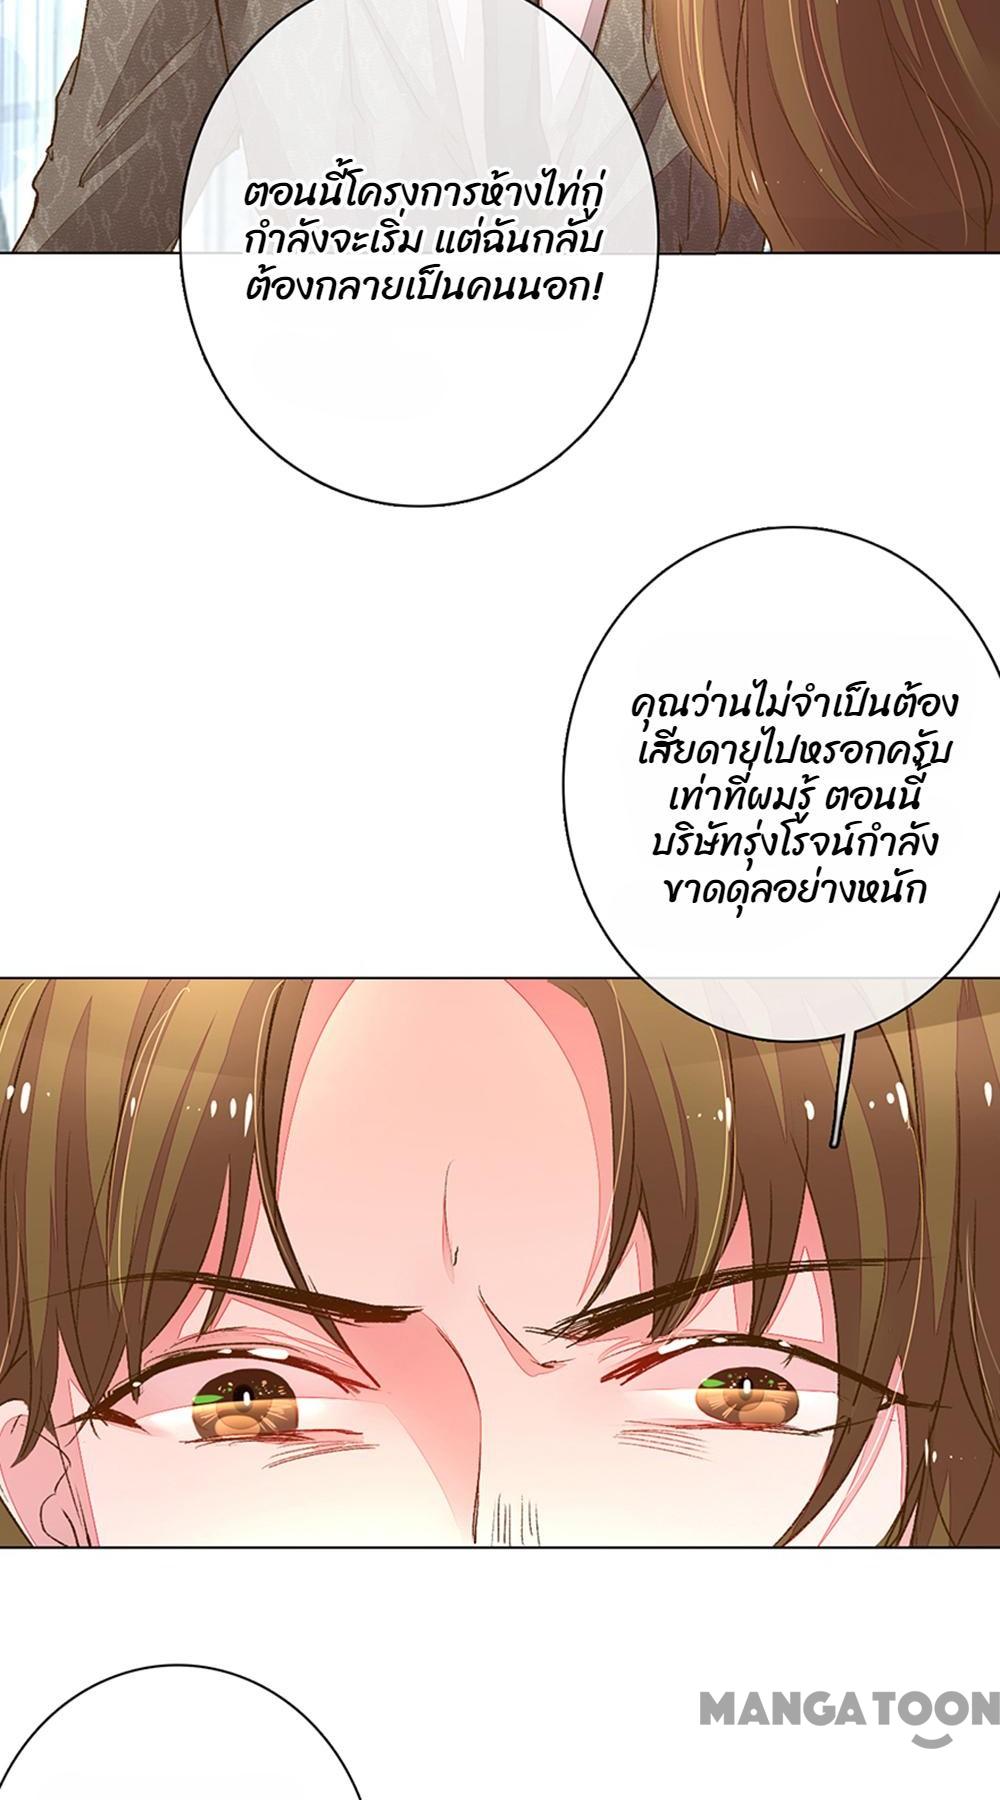 ตอนนี้โครงการห้างไท่กู่
กำลังจะเริ่ม แต่ฉันกลับ
ต้องกลายเป็นคนนอก!
คุณว่านไม่จำเป็นต้อง
เสียดายไปหรอกครับ
เท่าที่ผมรู้ ตอนนี้
บริษัทรุ่งโรจน์กำลัง
ขาดดุลอย่างหนัก
MANGATOON